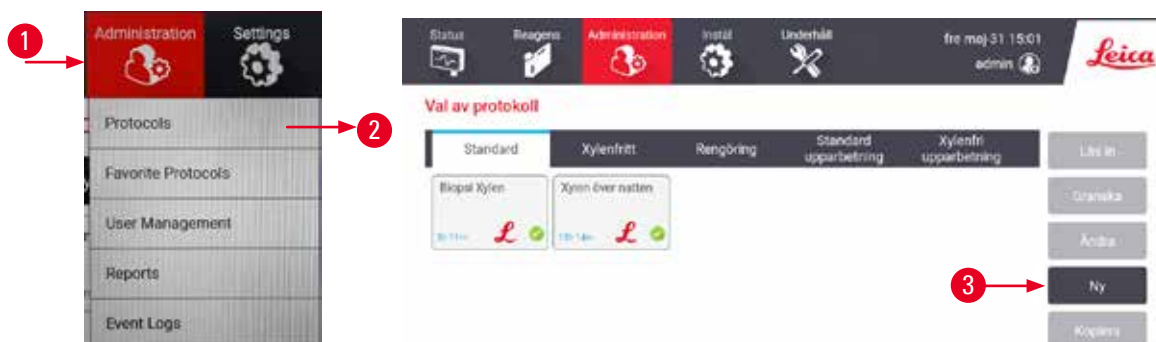 1
Administration
Settings
2
Protocols
Favorite Protocols
User Management
Reports
Event Logs
Status
Reagens
Administration
Inställ
Underhåll
fre maj 31 15:01
admin
Leica
Val av protokoll
Standard
Xylenfritt
Rengöring
Standard
upparbetning
Xylenfri
upparbetning
Biopsi Xylen
Xylen över natten
Läs in
Granska
Ändra
3
Ny
Kopiera